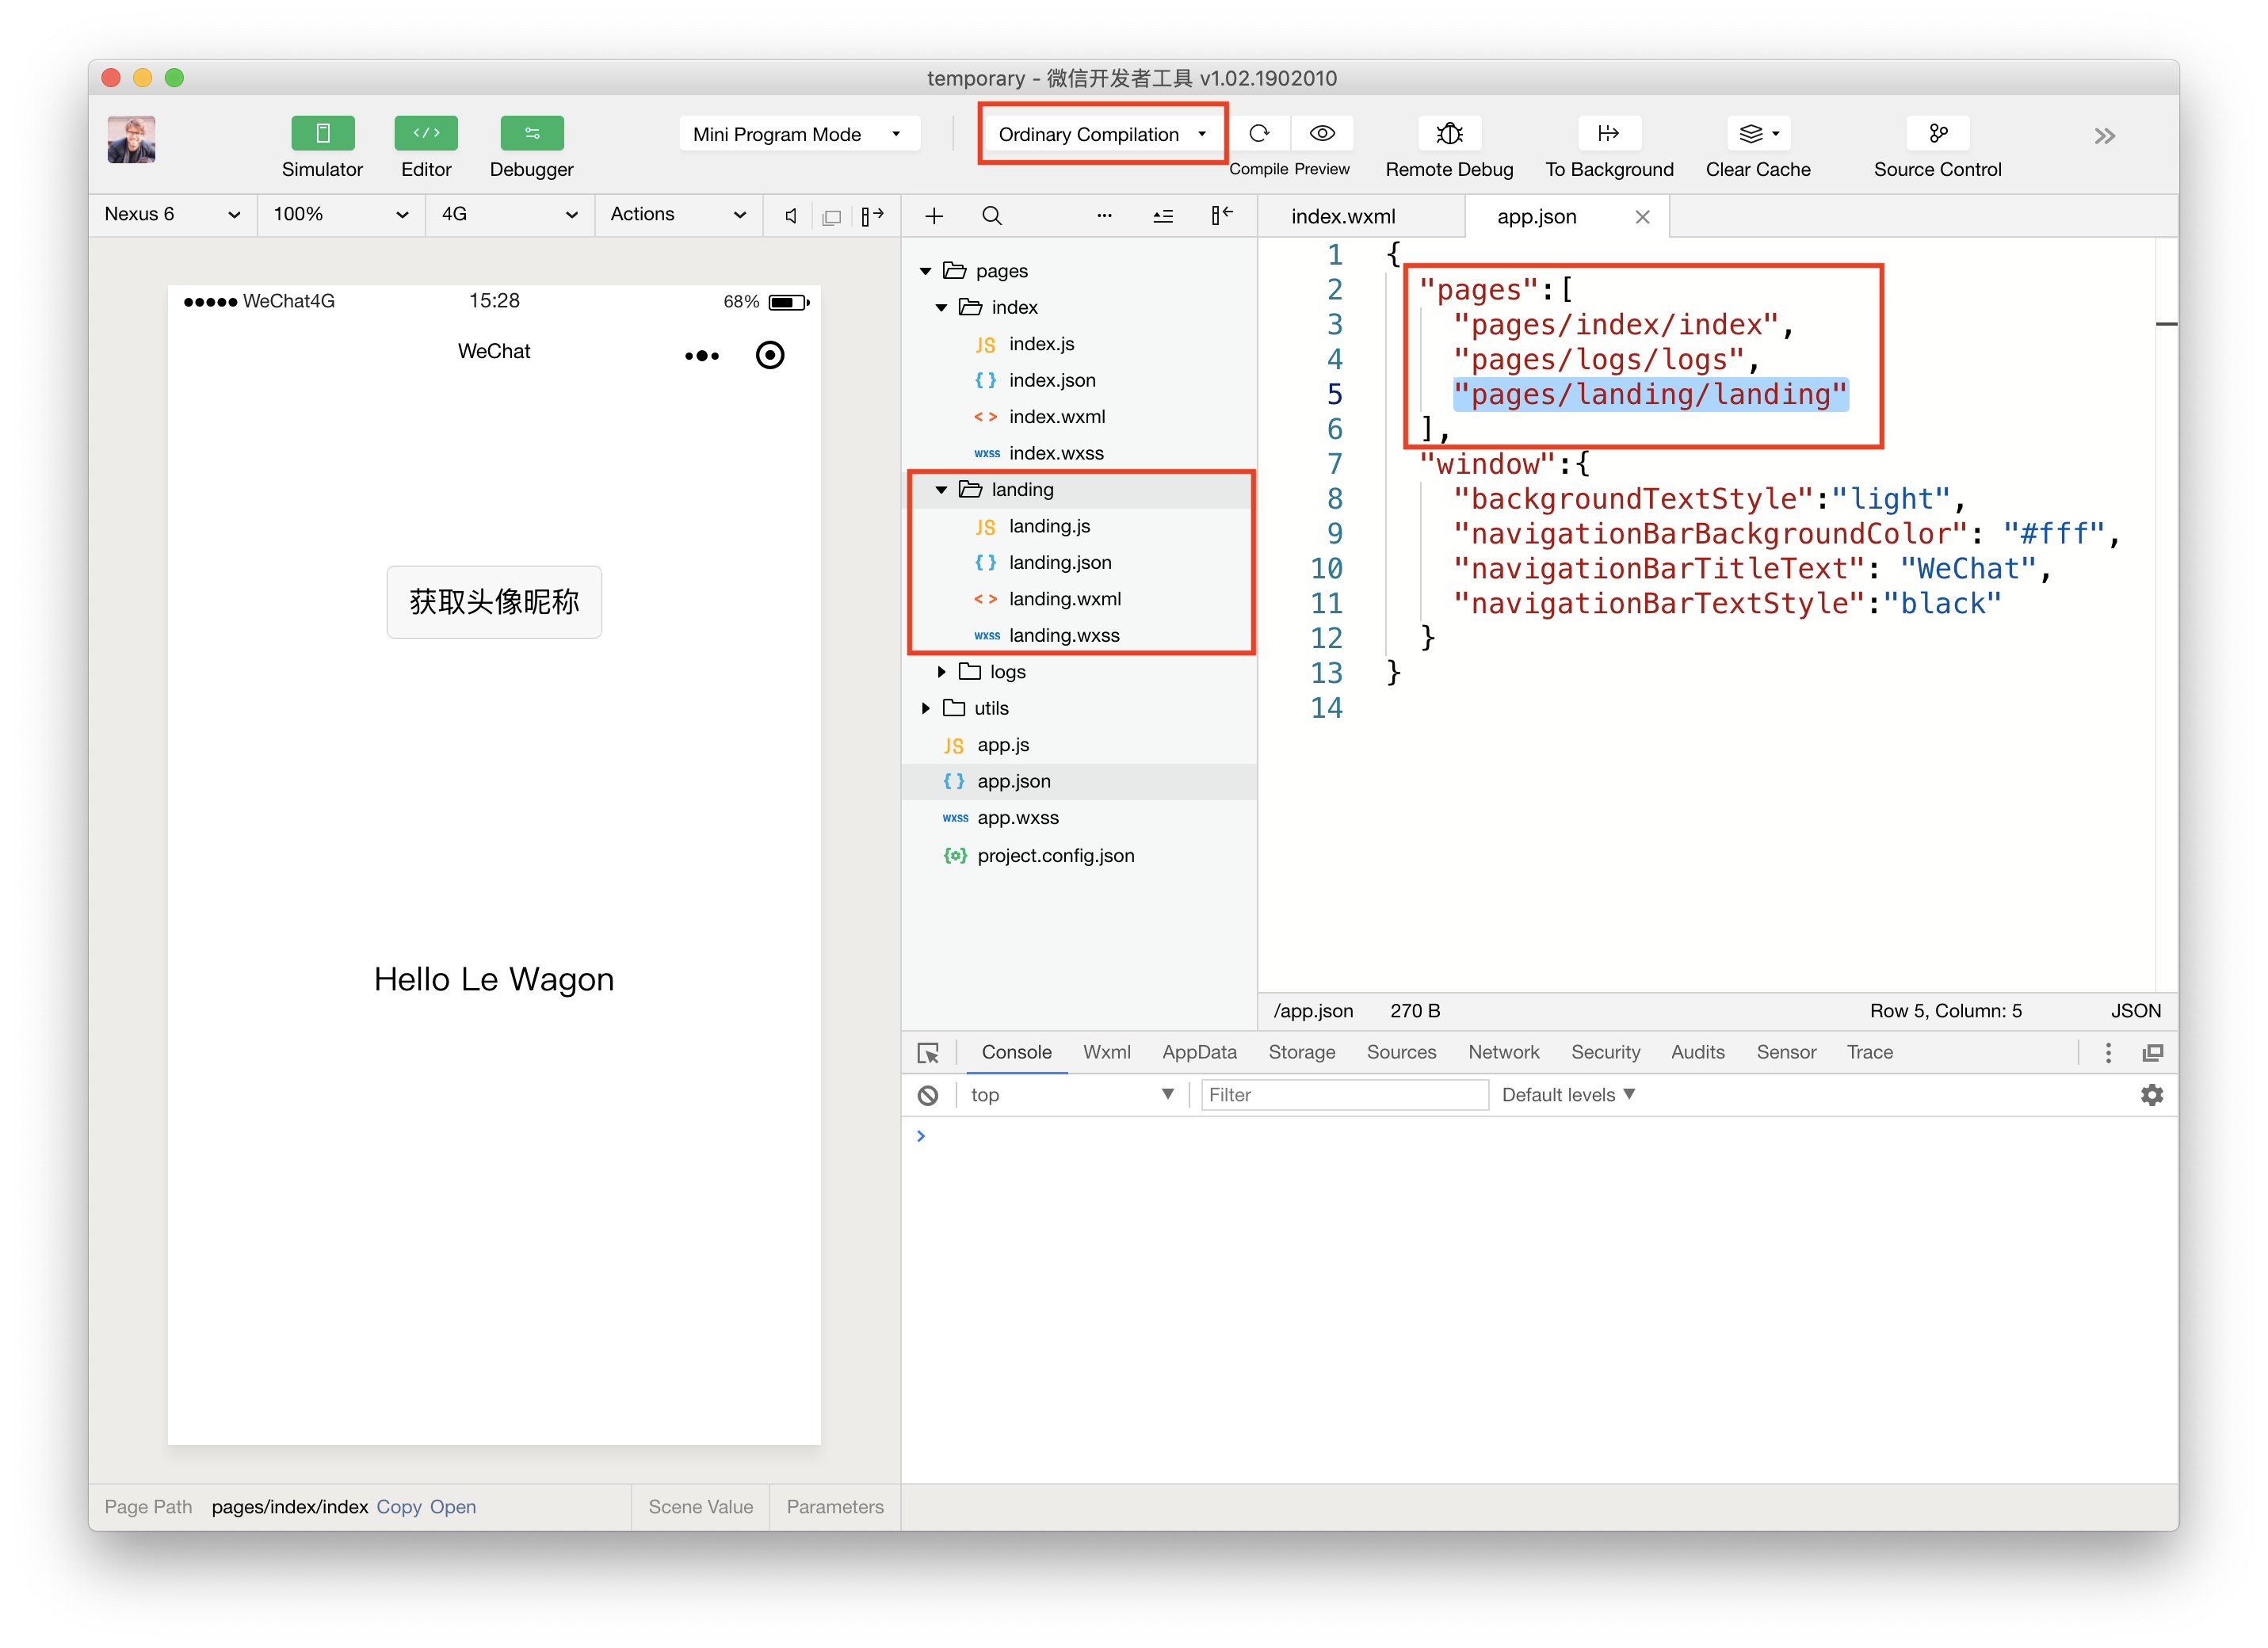 temporary - 微信开发者工具 v1.02.1902010
Simulator
Editor
Debugger
Mini Program Mode
Ordinary Compilation
Compile
Preview
Remote Debug
To Background
Clear Cache
Source Control
Nexus 6
100%
4G
Actions
WeChat4G
15:28
68%
WeChat
获取头像昵称
Hello Le Wagon
Page Path
pages/index/index
Copy
Open
Scene Value
Parameters
pages
index
JS index.js
{ } index.json
< > index.wxml
wxss index.wxss
landing
JS landing.js
{ } landing.json
< > landing.wxml
wxss landing.wxss
logs
utils
JS app.js
{ } app.json
wxss app.wxss
project.config.json
index.wxml
app.json
1 {
2 "pages":[
3 "pages/index/index",
4 "pages/logs/logs",
5 "pages/landing/landing"
6 ],
7 "window":{
8 "backgroundTextStyle":"light",
9 "navigationBarBackgroundColor": "#fff",
10 "navigationBarTitleText": "WeChat",
11 "navigationBarTextStyle":"black"
12 }
13 }
14
/app.json
270 B
Row 5, Column: 5
JSON
Console
Wxml
AppData
Storage
Sources
Network
Security
Audits
Sensor
Trace
top
Filter
Default levels